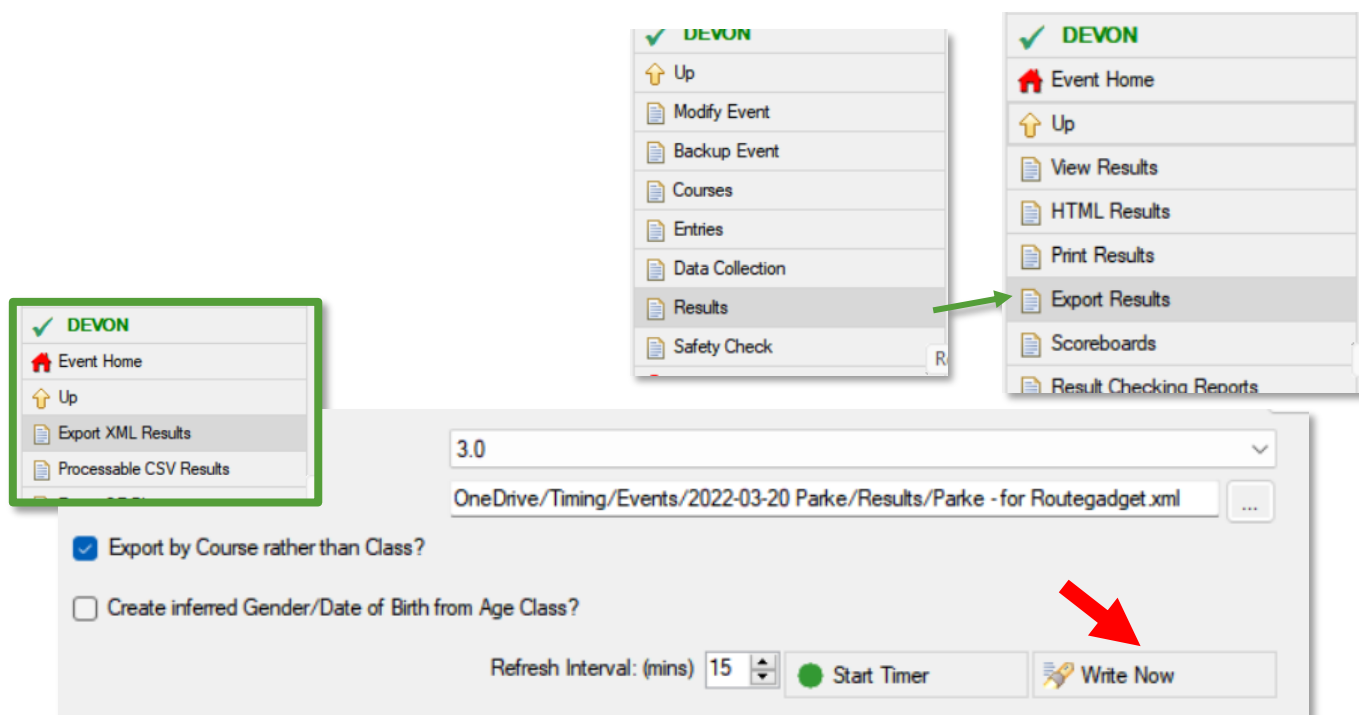 DEVON
Up
Modify Event
Backup Event
Courses
Entries
Data Collection
Results
Safety Check
DEVON
Event Home
Up
View Results
HTML Results
Print Results
Export Results
Scoreboards
Result Checking Reports
DEVON
Event Home
Up
Export XML Results
Processable CSV Results
3.0
OneDrive/Timing/Events/2022-03-20 Parke/Results/Parke - for Routegadget.xml ...
Export by Course rather than Class?
Create inferred Gender/Date of Birth from Age Class?
Refresh Interval: (mins) 15 Start Timer Write Now